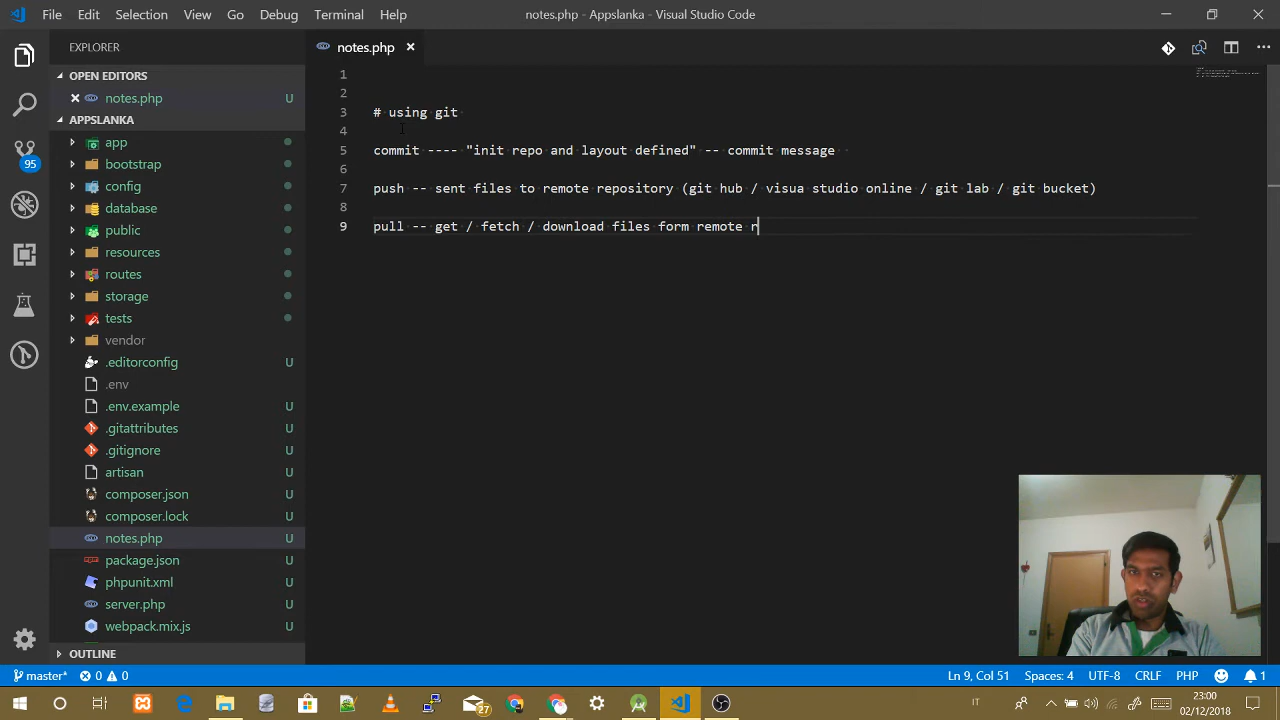 File Edit Selection View Go Debug Terminal Help notes.php - Appslanka - Visual Studio Code
EXPLORER
OPEN EDITORS
notes.php U
APPSLANKA
app
bootstrap
config
database
public
resources
routes
storage
tests
vendor
.editorconfig U
.env
.env.example U
.gitattributes U
.gitignore U
artisan U
composer.json U
composer.lock U
notes.php U
package.json U
phpunit.xml U
server.php U
webpack.mix.js U
OUTLINE
95
notes.php
1
2
3 # using git
4
5 commit ---- "init repo and layout defined" -- commit message
6
7 push -- sent files to remote repository (git hub / visua studio online / git lab / git bucket)
8
9 pull -- get / fetch / download files form remote r
master* 0 0 Ln 9, Col 51 Spaces: 4 UTF-8 CRLF PHP 1
27 IT 23:00
02/12/2018